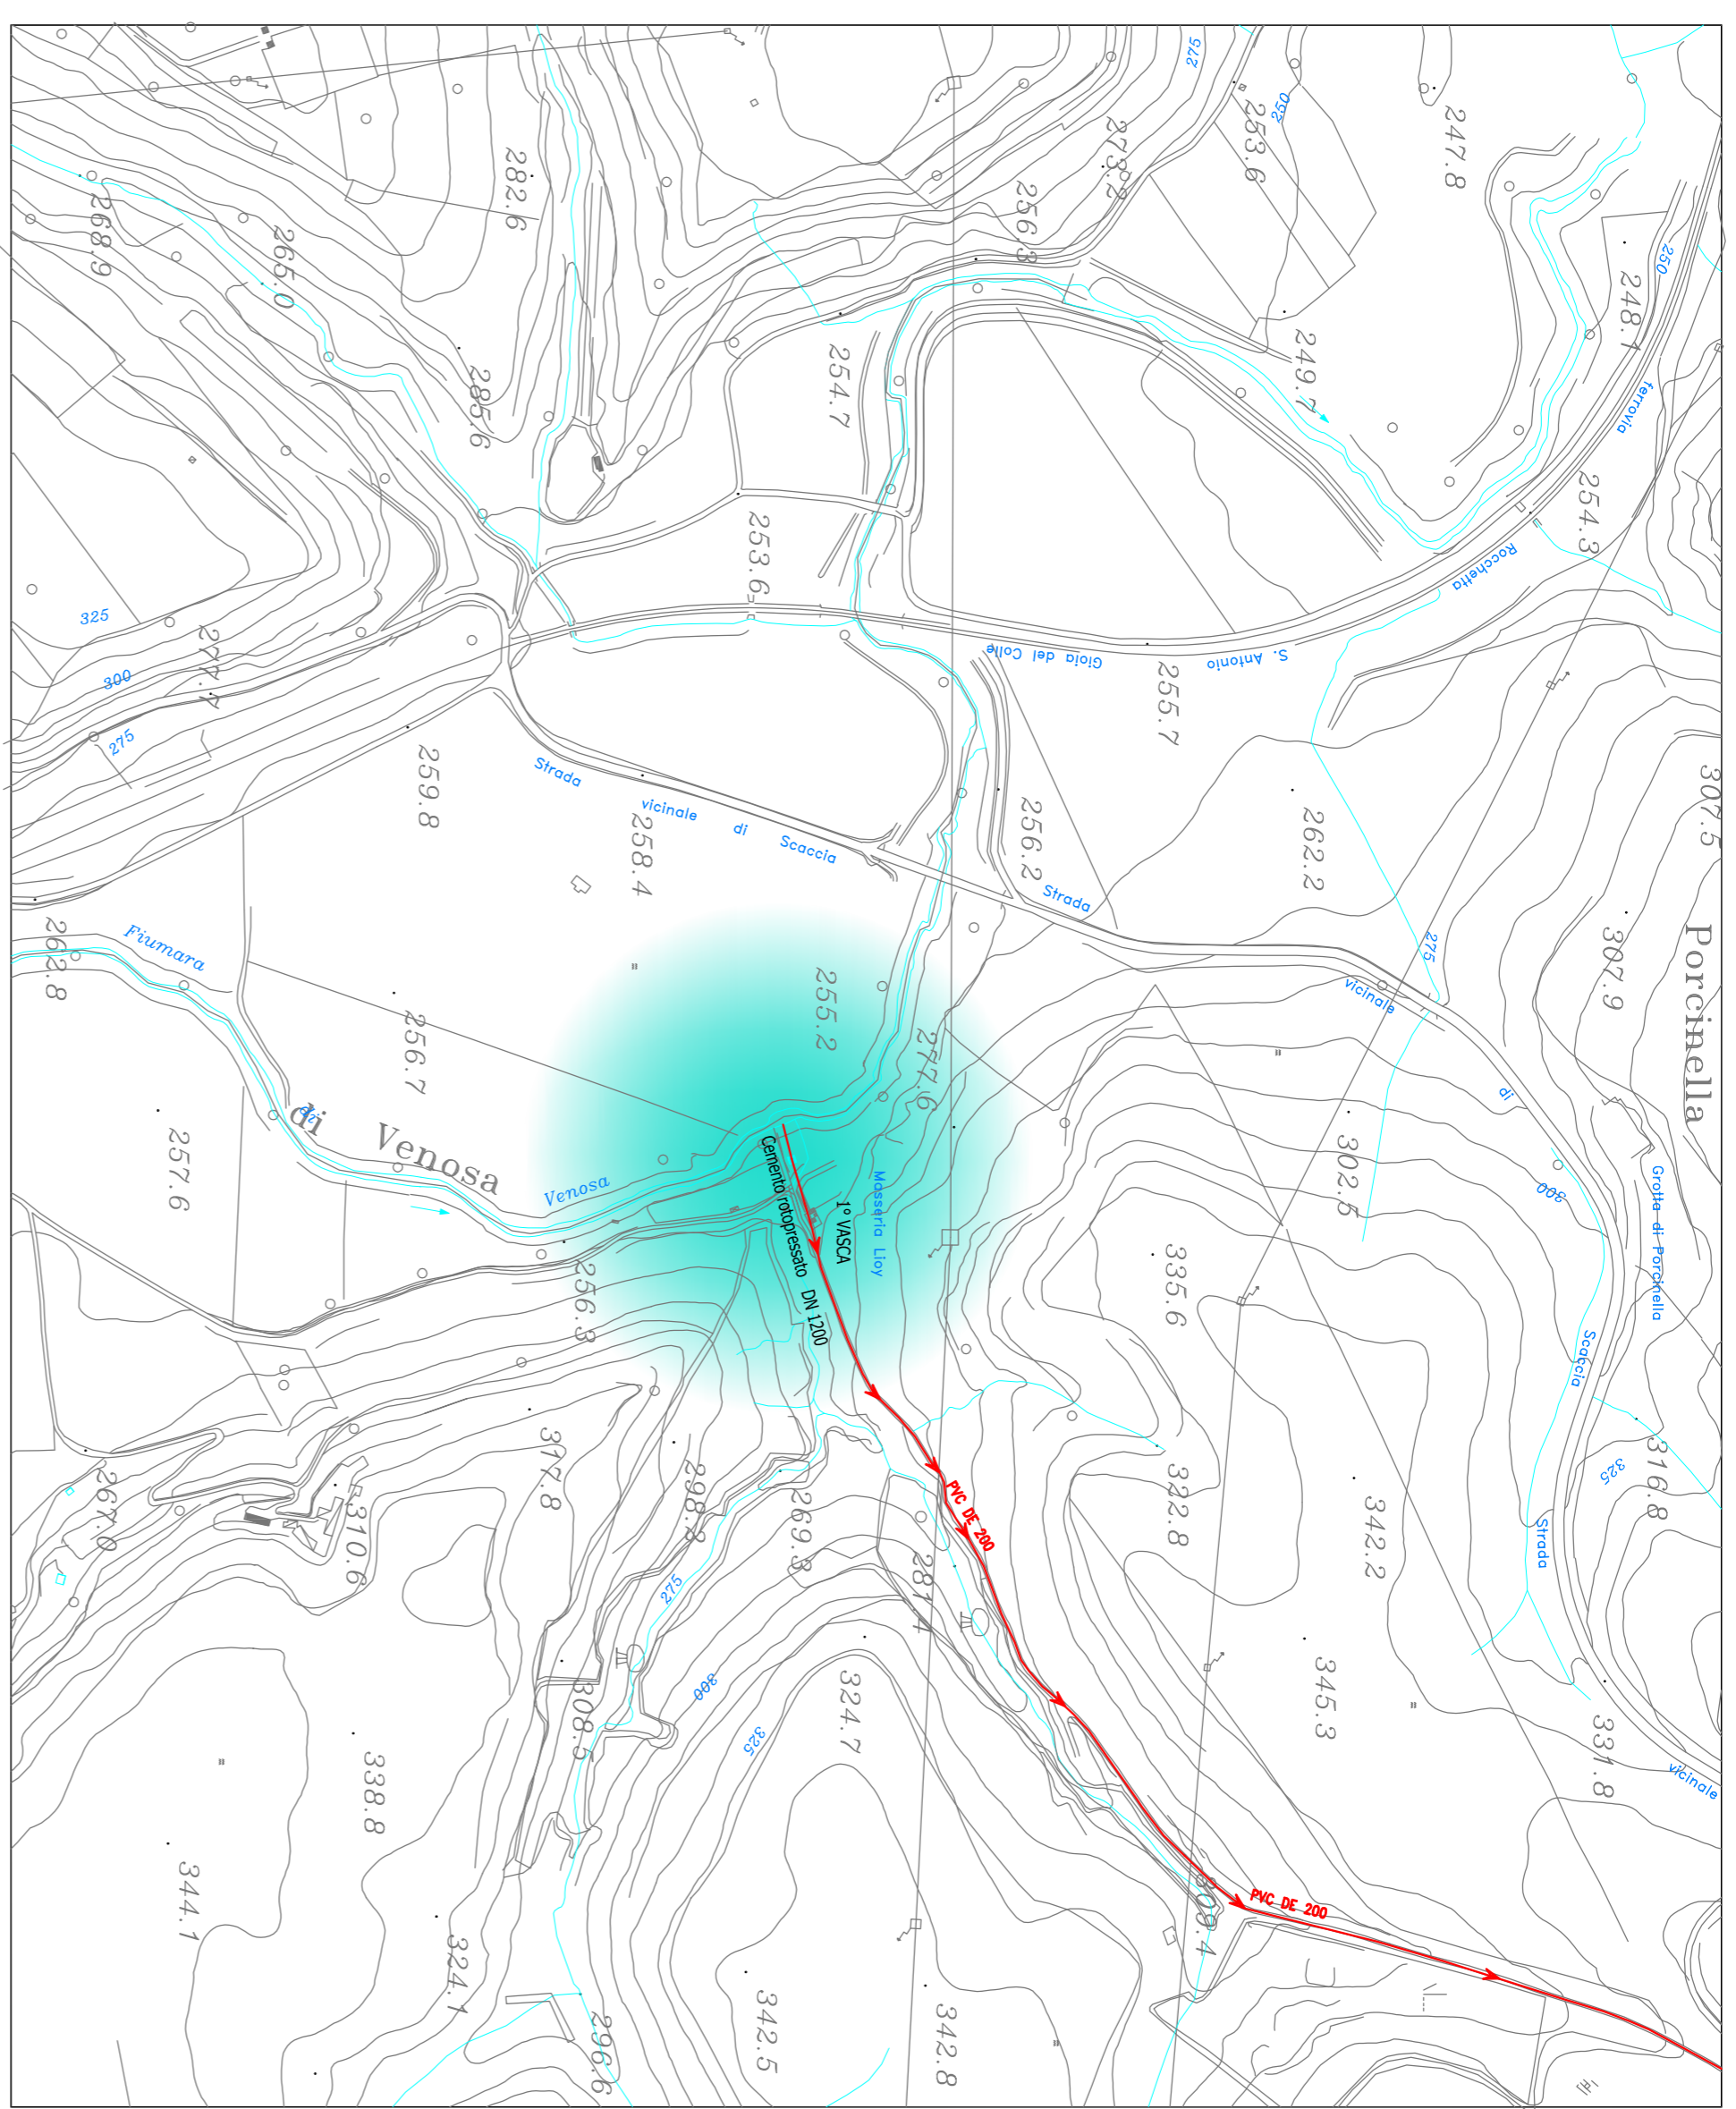 275
250
253.6
247.8
273.2
282.6
256.3
268.9
265.0
250
248.1
249.7
254.7
285.6
ferrovia
254.3
253.6
Rocchetta
325
277.7
300
275
Gioia del Colle
S. Antonio
255.7
307.5
259.8
Strada
vicinale di Scaccia
258.4
256.2
262.2
Strada
275
Porcinella
307.9
Fiumara
262.8
255.2
vicinale
256.7
277.6
di
di
di Venosa
257.6
302.5
300
Grotta di Porcinella
Venosa
Masseria Lioy
1° VASCA
Cemento rotopressato DN 1200
335.6
256.3
Scaccia
317.8
298.2
269.3
322.8
342.2
316.8
325
267.0
310.6
PVC DE 200
Strada
281.4
275
300
308.5
324.7
325
345.3
331.8
vicinale
338.8
344.1
324.1
309.4
PVC DE 200
296.6
342.5
342.8